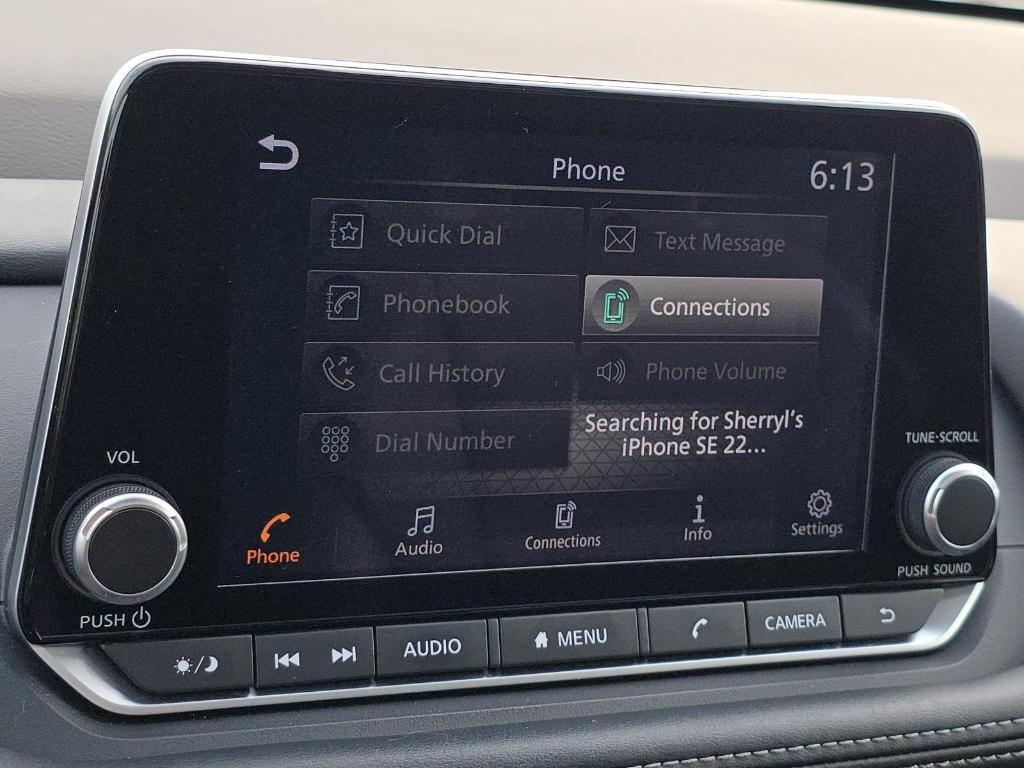 Phone
6:13
Quick Dial
Text Message
Phonebook
Connections
Call History
Phone Volume
Dial Number
Searching for Sherryl's
iPhone SE 22...
Phone
Audio
Connections
Info
Settings
VOL
PUSH
TUNE·SCROLL
PUSH SOUND
AUDIO
MENU
CAMERA